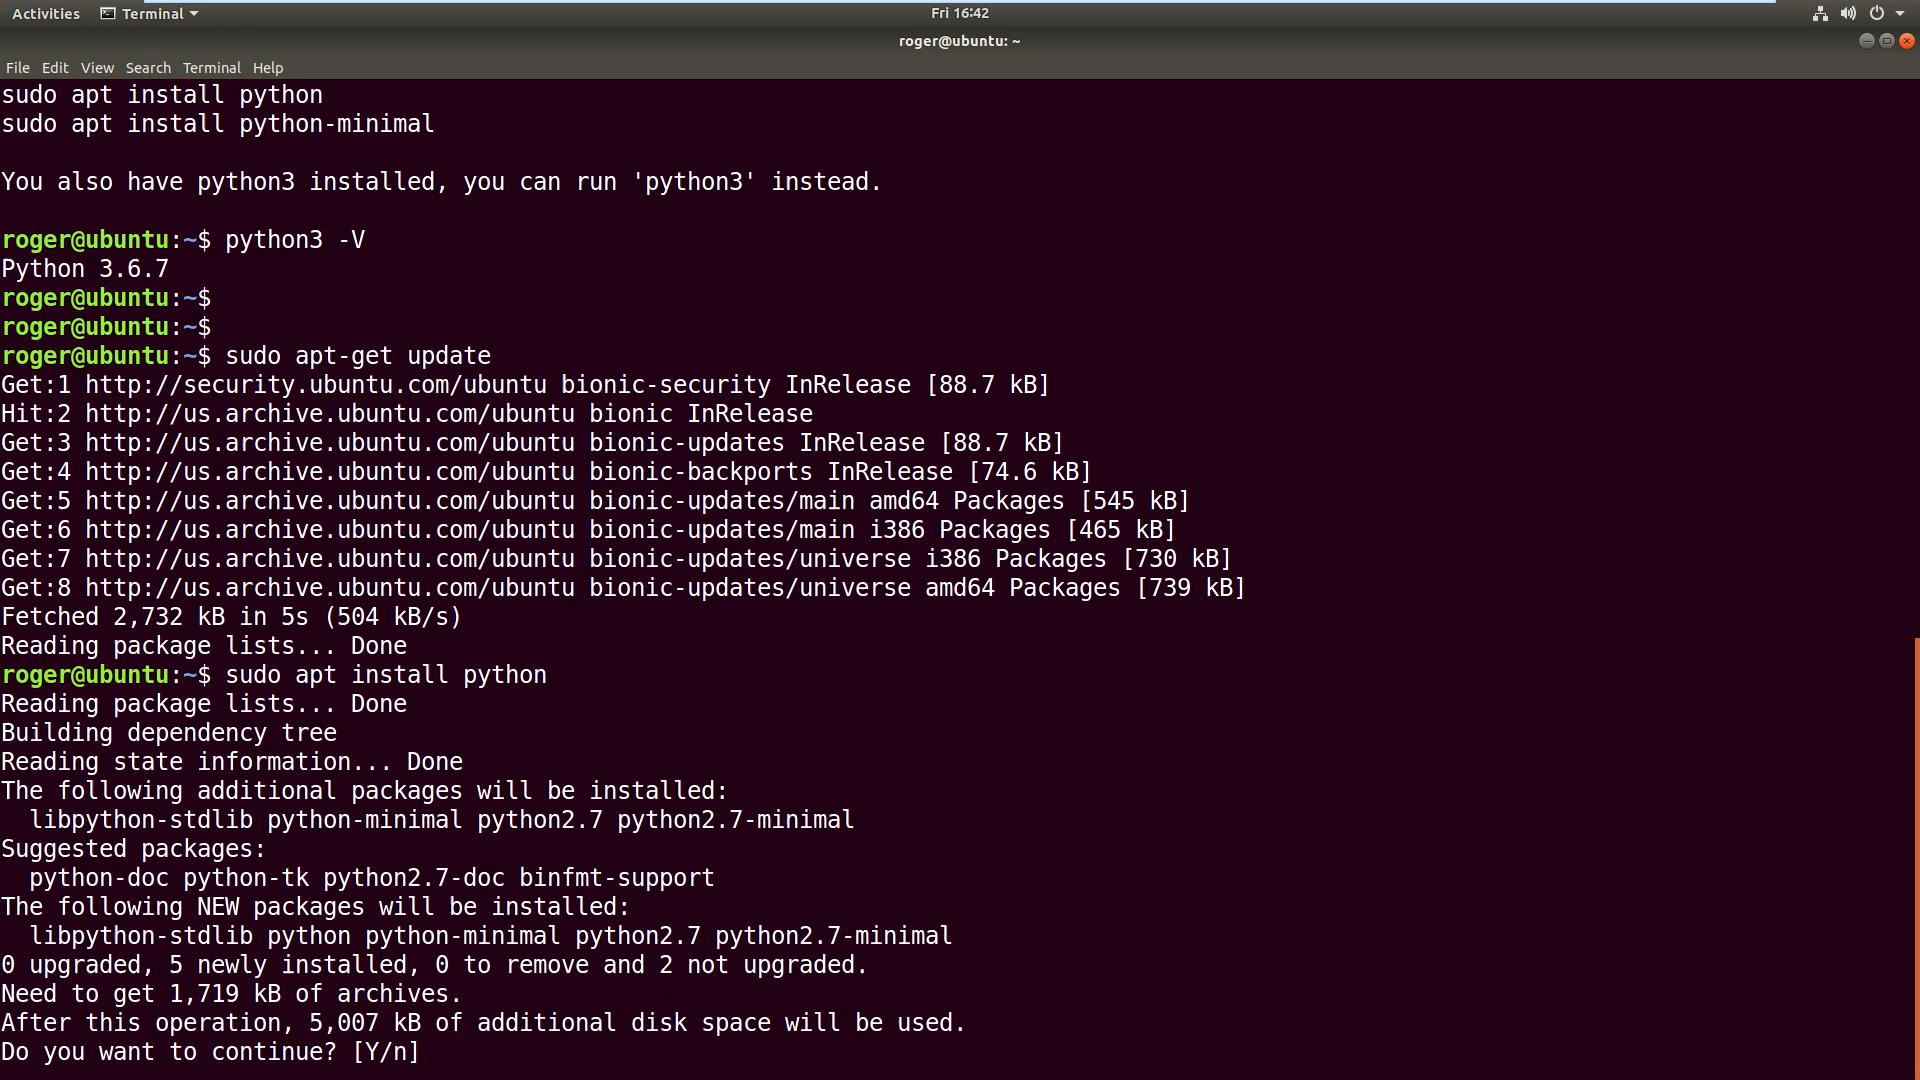 Activities Terminal Fri 16:42
roger@ubuntu: ~
File Edit View Search Terminal Help
sudo apt install python
sudo apt install python-minimal
You also have python3 installed, you can run 'python3' instead.
roger@ubuntu:~$ python3 -V
Python 3.6.7
roger@ubuntu:~$
roger@ubuntu:~$
roger@ubuntu:~$ sudo apt-get update
Get:1 http://security.ubuntu.com/ubuntu bionic-security InRelease [88.7 kB]
Hit:2 http://us.archive.ubuntu.com/ubuntu bionic InRelease
Get:3 http://us.archive.ubuntu.com/ubuntu bionic-updates InRelease [88.7 kB]
Get:4 http://us.archive.ubuntu.com/ubuntu bionic-backports InRelease [74.6 kB]
Get:5 http://us.archive.ubuntu.com/ubuntu bionic-updates/main amd64 Packages [545 kB]
Get:6 http://us.archive.ubuntu.com/ubuntu bionic-updates/main i386 Packages [465 kB]
Get:7 http://us.archive.ubuntu.com/ubuntu bionic-updates/universe i386 Packages [730 kB]
Get:8 http://us.archive.ubuntu.com/ubuntu bionic-updates/universe amd64 Packages [739 kB]
Fetched 2,732 kB in 5s (504 kB/s)
Reading package lists... Done
roger@ubuntu:~$ sudo apt install python
Reading package lists... Done
Building dependency tree
Reading state information... Done
The following additional packages will be installed:
libpython-stdlib python-minimal python2.7 python2.7-minimal
Suggested packages:
python-doc python-tk python2.7-doc binfmt-support
The following NEW packages will be installed:
libpython-stdlib python python-minimal python2.7 python2.7-minimal
0 upgraded, 5 newly installed, 0 to remove and 2 not upgraded.
Need to get 1,719 kB of archives.
After this operation, 5,007 kB of additional disk space will be used.
Do you want to continue? [Y/n]